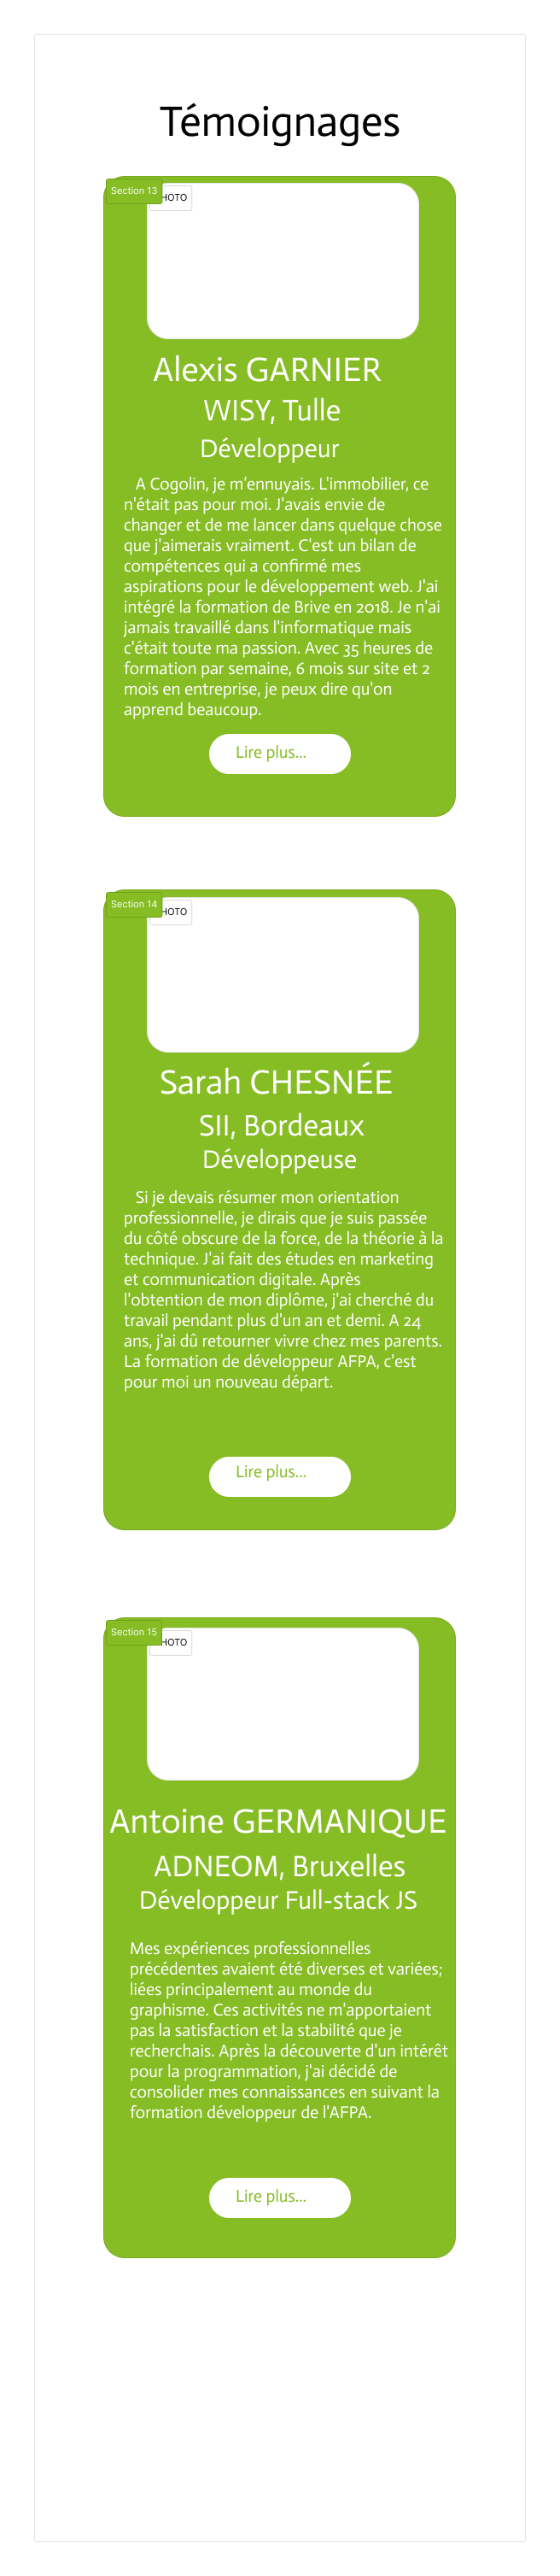 Témoignages
Section 13
HOTO
Alexis GARNIER
WISY, Tulle
Développeur
A Cogolin, je m'ennuyais. L'immobilier, ce
n'était pas pour moi. J'avais envie de
changer et de me lancer dans quelque chose
que j'aimerais vraiment. C'est un bilan de
compétences qui a confirmé mes
aspirations pour le développement web. J'ai
intégré la formation de Brive en 2018. Je n'ai
jamais travaillé dans l'informatique mais
c'était toute ma passion. Avec 35 heures de
formation par semaine, 6 mois sur site et 2
mois en entreprise, je peux dire qu'on
apprend beaucoup.
Lire plus...
Section 14
HOTO
Sarah CHESNÉE
SII, Bordeaux
Développeuse
Si je devais résumer mon orientation
professionnelle, je dirais que je suis passée
du côté obscure de la force, de la théorie à la
technique. J'ai fait des études en marketing
et communication digitale. Après
l'obtention de mon diplôme, j'ai cherché du
travail pendant plus d'un an et demi. A 24
ans, j'ai dû retourner vivre chez mes parents.
La formation de développeur AFPA, c'est
pour moi un nouveau départ.
Lire plus...
Section 15
HOTO
Antoine GERMANIQUE
ADNEOM, Bruxelles
Développeur Full-stack JS
Mes expériences professionnelles
précédentes avaient été diverses et variées;
liées principalement au monde du
graphisme. Ces activités ne m'apportaient
pas la satisfaction et la stabilité que je
recherchais. Après la découverte d'un intérêt
pour la programmation, j'ai décidé de
consolider mes connaissances en suivant la
formation développeur de l'AFPA.
Lire plus...